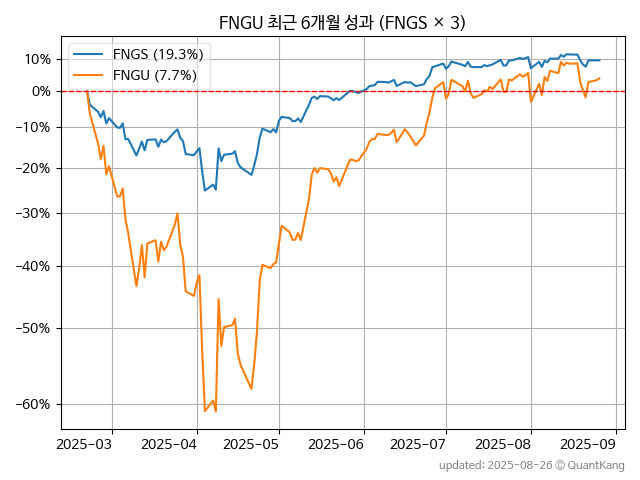 FNGU 최근 6개월 성과 (FNGS × 3)
FNGS (19.3%)
FNGU (7.7%)
10%
0%
−10%
−20%
−30%
−40%
−50%
−60%
2025-03 2025-04 2025-05 2025-06 2025-07 2025-08 2025-09
updated: 2025-08-26 © QuantKang